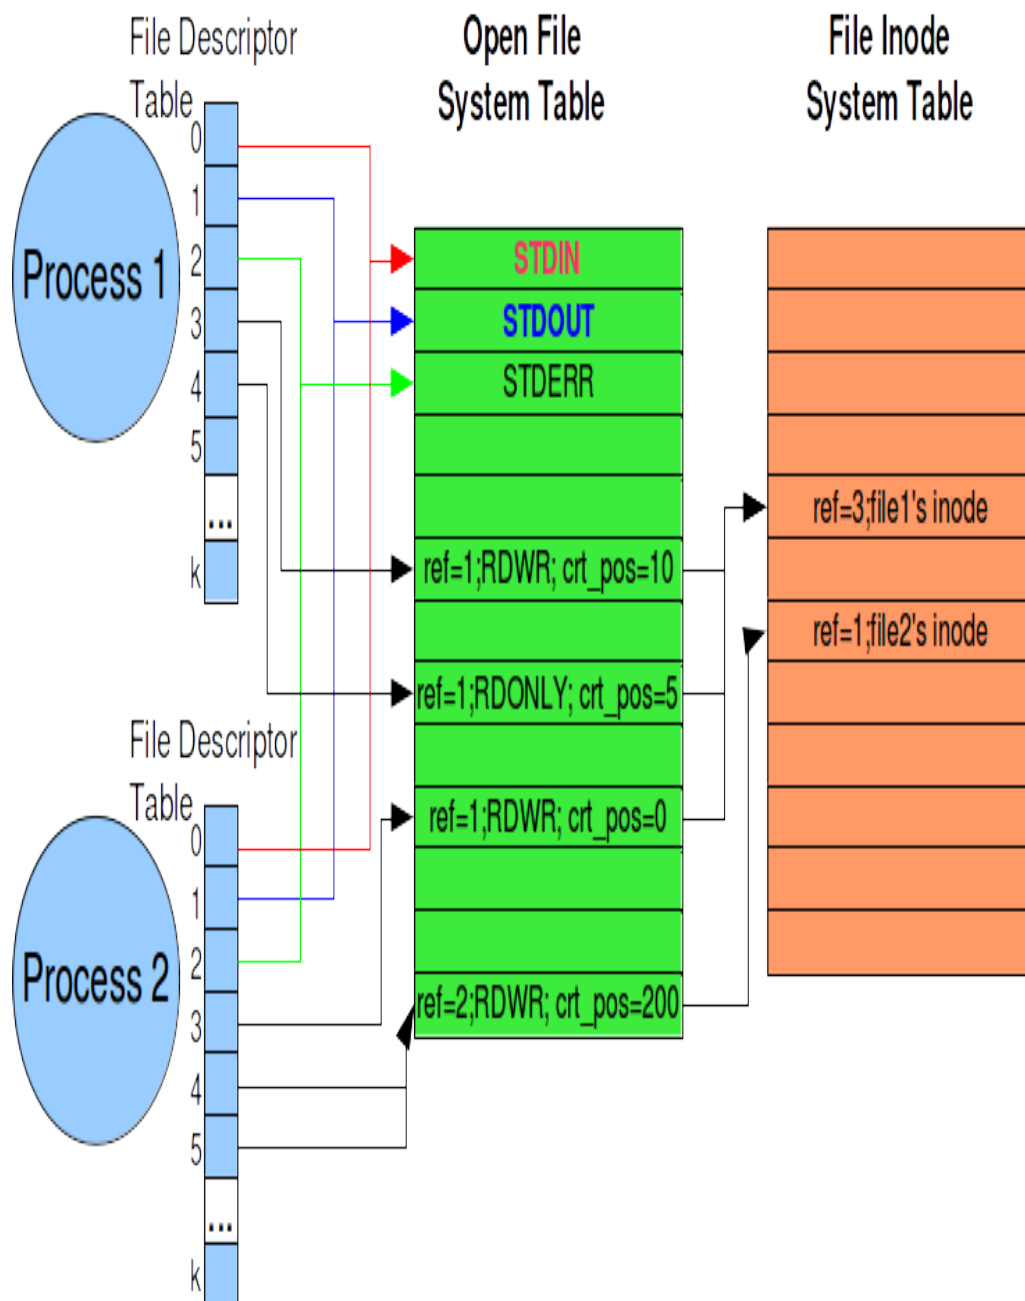 File Descriptor
Table
0
1
2
3
4
5
...
k
Process 1
Open File
System Table
STDIN
STDOUT
STDERR
ref=1;RDWR; crt_pos=10
ref=1;RDONLY; crt_pos=5
ref=1;RDWR; crt_pos=0
ref=2;RDWR; crt_pos=200
File Inode
System Table
ref=3;file1's inode
ref=1;file2's inode
File Descriptor
Table
0
1
2
3
4
5
...
k
Process 2